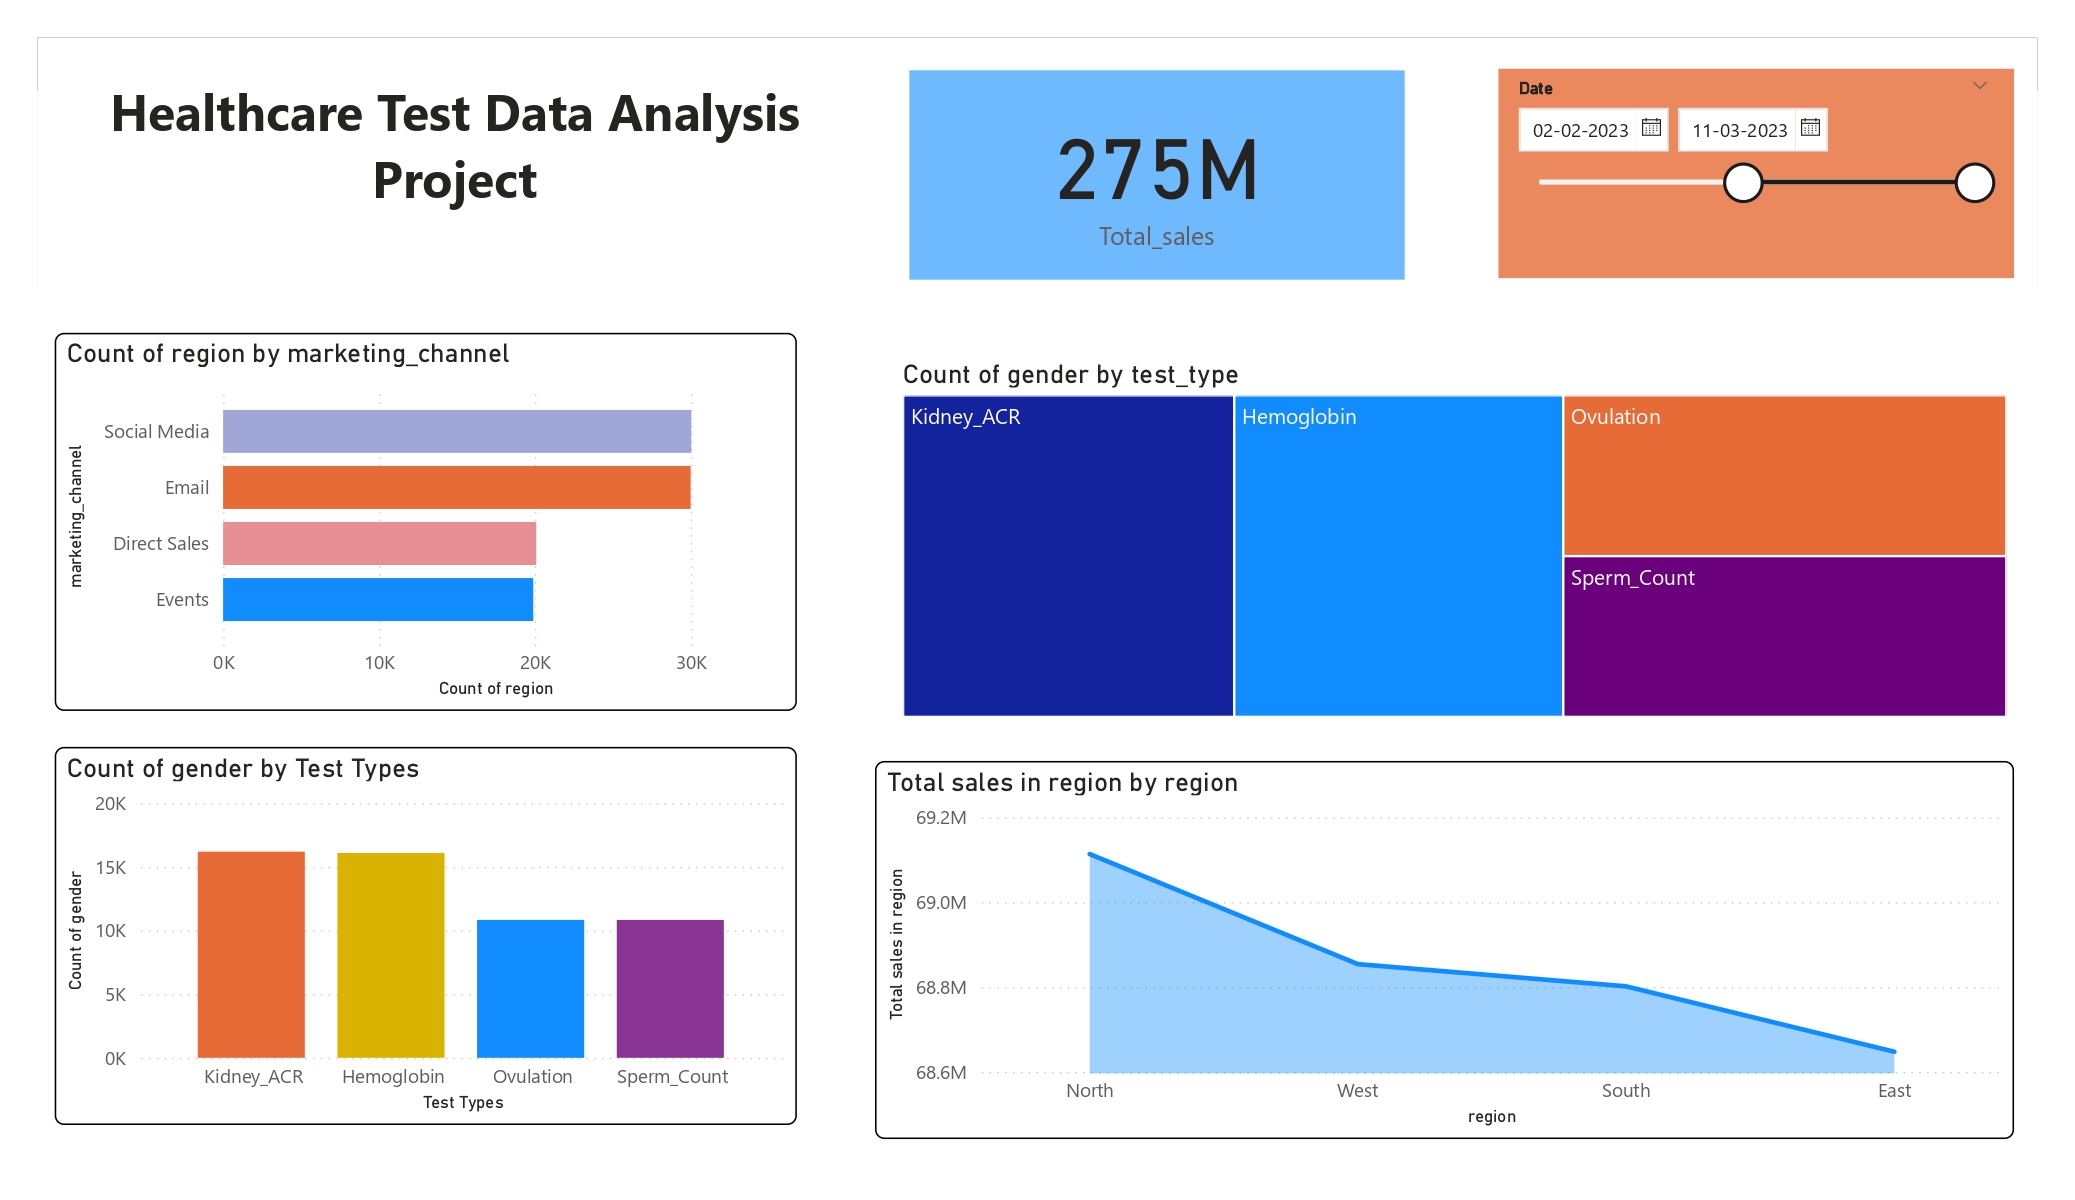 Healthcare Test Data Analysis
Project
275M
Total_sales
Date
02-02-2023
11-03-2023
Count of region by marketing_channel
marketing_channel
Social Media
Email
Direct Sales
Events
0K 10K 20K 30K
Count of region
Count of gender by test_type
Kidney_ACR
Hemoglobin
Ovulation
Sperm_Count
Count of gender by Test Types
Count of gender
20K
15K
10K
5K
0K
Kidney_ACR Hemoglobin Ovulation Sperm_Count
Test Types
Total sales in region by region
Total sales in region
69.2M
69.0M
68.8M
68.6M
North West South East
region